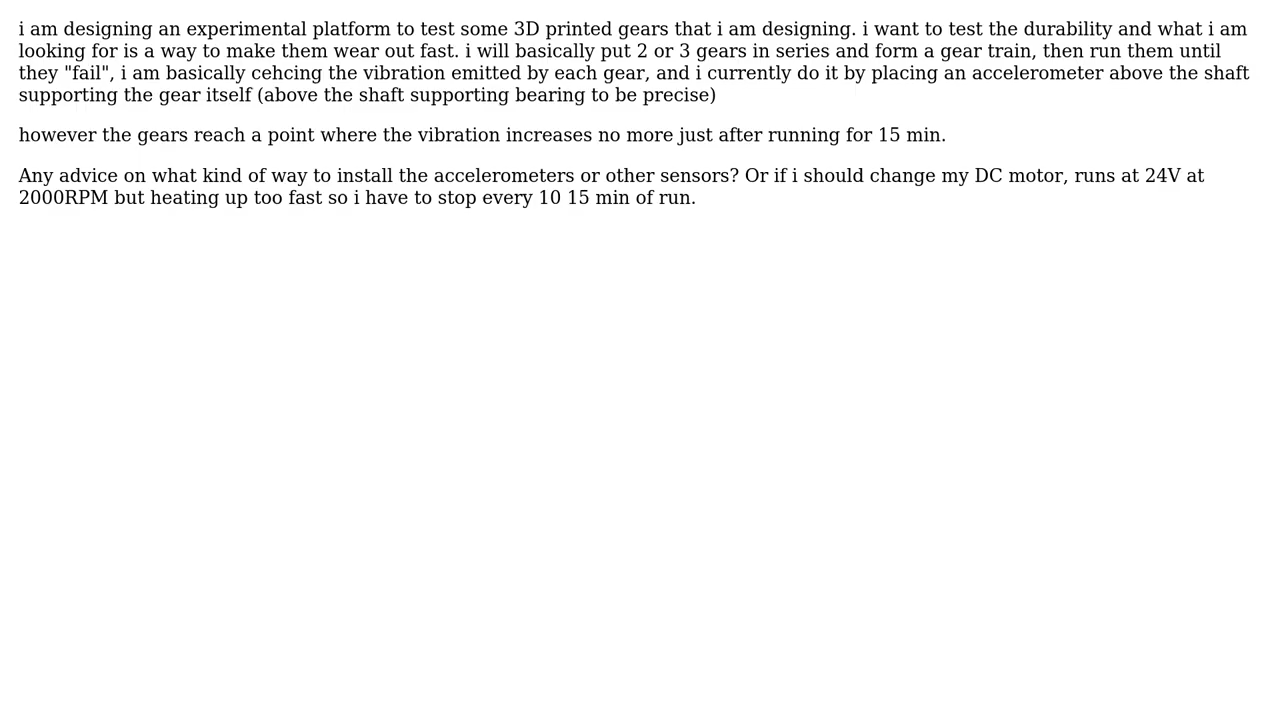 i am designing an experimental platform to test some 3D printed gears that i am designing. i want to test the durability and what i am
looking for is a way to make them wear out fast. i will basically put 2 or 3 gears in series and form a gear train, then run them until
they "fail", i am basically cehcing the vibration emitted by each gear, and i currently do it by placing an accelerometer above the shaft
supporting the gear itself (above the shaft supporting bearing to be precise)
however the gears reach a point where the vibration increases no more just after running for 15 min.
Any advice on what kind of way to install the accelerometers or other sensors? Or if i should change my DC motor, runs at 24V at
2000RPM but heating up too fast so i have to stop every 10 15 min of run.